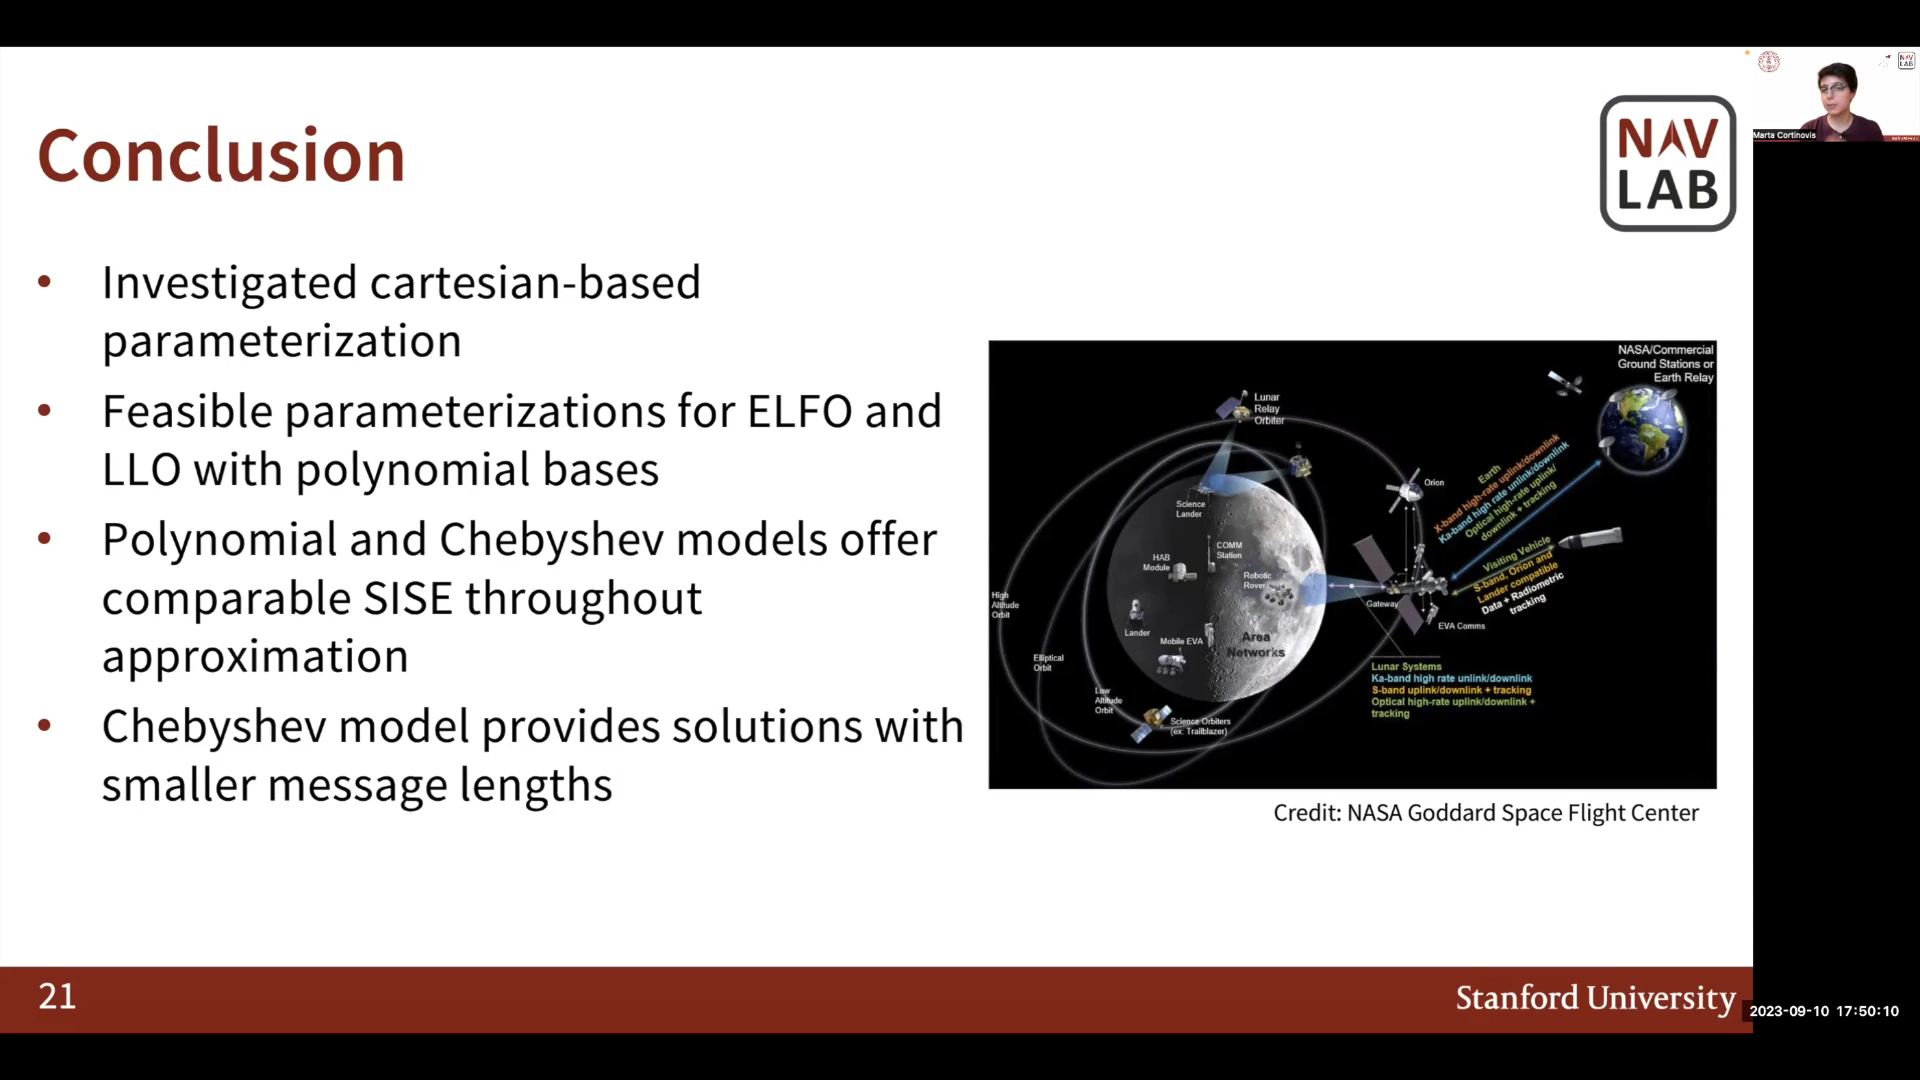 Conclusion
NAV
LAB
• Investigated cartesian-based
parameterization
• Feasible parameterizations for ELFO and
LLO with polynomial bases
• Polynomial and Chebyshev models offer
comparable SISE throughout
approximation
• Chebyshev model provides solutions with
smaller message lengths
NASA/Commercial
Ground Stations or
Earth Relay
Lunar
Relay
Orbiter
Orion
Earth
X-band high-rate uplink/downlink
Ka-band high rate unlink/downlink
Optical high-rate uplink/
downlink + tracking
Science
Lander
COMM
Station
HAB
Module
Robotic
Rover
Visiting Vehicle
S-band, Orion and
Lander compatible
Data + Radiometric
tracking
High
Altitude
Orbit
Gateway
EVA Comms
Lander
Mobile EVA
Area
Networks
Elliptical
Orbit
Lunar Systems
Ka-band high rate unlink/downlink
S-band uplink/downlink + tracking
Optical high-rate uplink/downlink +
tracking
Low
Altitude
Orbit
Science Orbiters
(ex: Trailblazer)
Credit: NASA Goddard Space Flight Center
21
Stanford University
Marta Cortinovis
NAV
LAB
2023-09-10 17:50:10